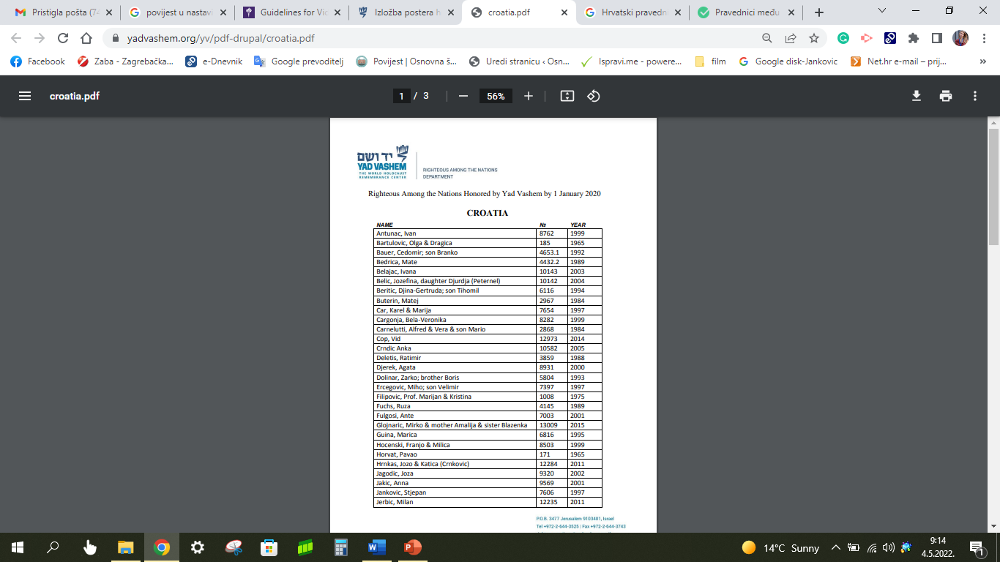 Pristigla pošta (74
povijest u nastavi
Guidelines for Vic
Izložba postera h
croatia.pdf
Hrvatski pravedni
Pravednici među
yadvashem.org/yv/pdf-drupal/croatia.pdf
Facebook
Zaba - Zagrebačka...
e-Dnevnik
Google prevoditelj
Povijest | Osnovna š...
Uredi stranicu ‹ Osn...
Ispravi.me - powere...
film
Google disk-Jankovic
Net.hr e-mail – prij...
»
croatia.pdf
1 / 3
56%
יד ושם
YAD VASHEM
THE WORLD HOLOCAUST
REMEMBRANCE CENTER
RIGHTEOUS AMONG THE NATIONS
DEPARTMENT
Righteous Among the Nations Honored by Yad Vashem by 1 January 2020
CROATIA
NAME № YEAR
Antunac, Ivan 8762 1999
Bartulovic, Olga & Dragica 185 1965
Bauer, Cedomir; son Branko 4653.1 1992
Bedrica, Mate 4432.2 1989
Belajac, Ivana 10143 2003
Belic, Jozefina, daughter Djurdja (Peternel) 10142 2004
Beritic, Djina-Gertruda; son Tihomil 6116 1994
Buterin, Matej 2967 1984
Car, Karel & Marija 7654 1997
Cargonja, Bela-Veronika 8282 1999
Carnelutti, Alfred & Vera & son Mario 2868 1984
Cop, Vid 12973 2014
Crndic Anka 10582 2005
Deletis, Ratimir 3859 1988
Djerek, Agata 8931 2000
Dolinar, Zarko; brother Boris 5804 1993
Ercegovic, Miho; son Velimir 7397 1997
Filipovic, Prof. Marijan & Kristina 1008 1975
Fuchs, Ruza 4145 1989
Fulgosi, Ante 7003 2001
Glojnaric, Mirko & mother Amalija & sister Blazenka 13009 2015
Guina, Marica 6816 1995
Hocenski, Franjo & Milica 8503 1999
Horvat, Pavao 171 1965
Hrnkas, Jozo & Katica (Crnkovic) 12284 2011
Jagodic, Joza 9320 2002
Jakic, Anna 9569 2001
Jankovic, Stjepan 7606 1997
Jerbic, Milan 12235 2011
P.O.B. 3477 Jerusalem 9103401, Israel
Tel +972-2-644-3525 | Fax +972-2-644-3743
14°C Sunny
9:14
4.5.2022.
1